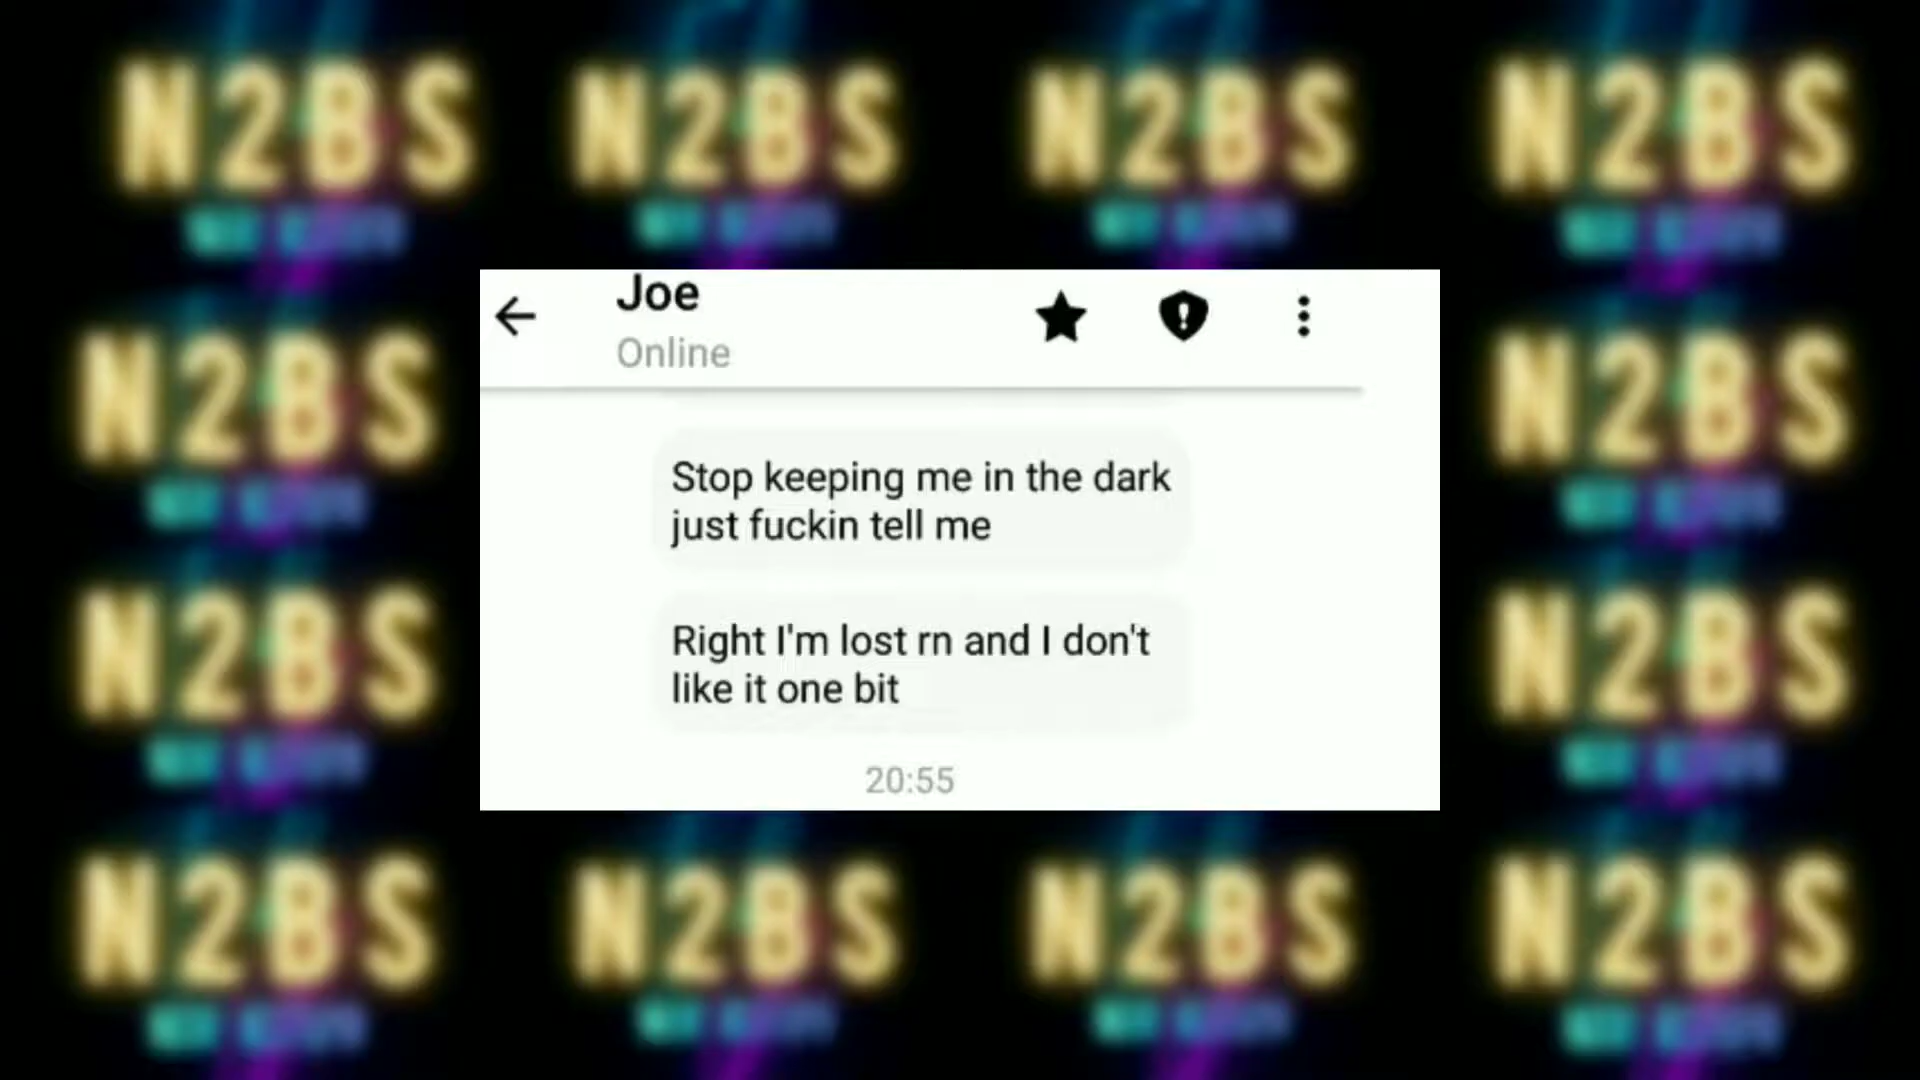 N2BS N2BS N2BS N2BS
Joe
Online
N2BS N2BS
Stop keeping me in the dark
just fuckin tell me
Right I'm lost rn and I don't
like it one bit
N2BS N2BS
20:55
N2BS N2BS N2BS N2BS